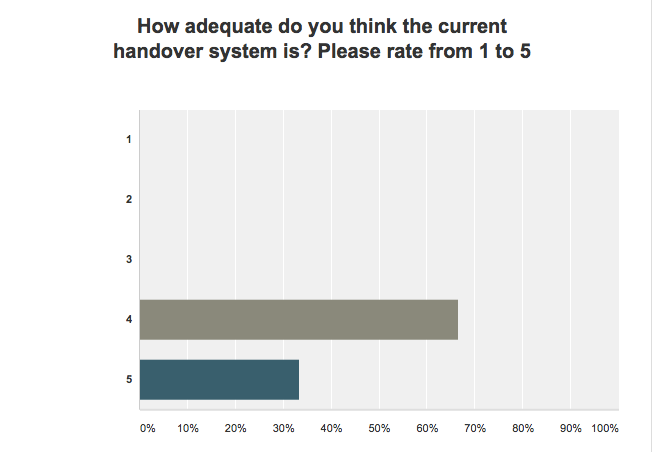 How adequate do you think the current
handover system is? Please rate from 1 to 5
1
2
3
4
5
0% 10% 20% 30% 40% 50% 60% 70% 80% 90% 100%